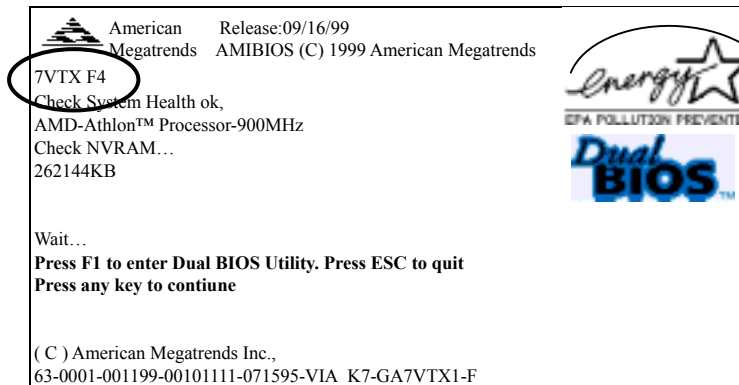 American Release:09/16/99
Megatrends AMIBIOS (C) 1999 American Megatrends
7VTX F4
Check System Health ok,
AMD-Athlon™ Processor-900MHz
Check NVRAM…
262144KB
Wait…
Press F1 to enter Dual BIOS Utility. Press ESC to quit
Press any key to contiune
( C ) American Megatrends Inc.,
63-0001-001199-00101111-071595-VIA K7-GA7VTX1-F
energy
EPA POLLUTION PREVENTE
Dual
BIOS™